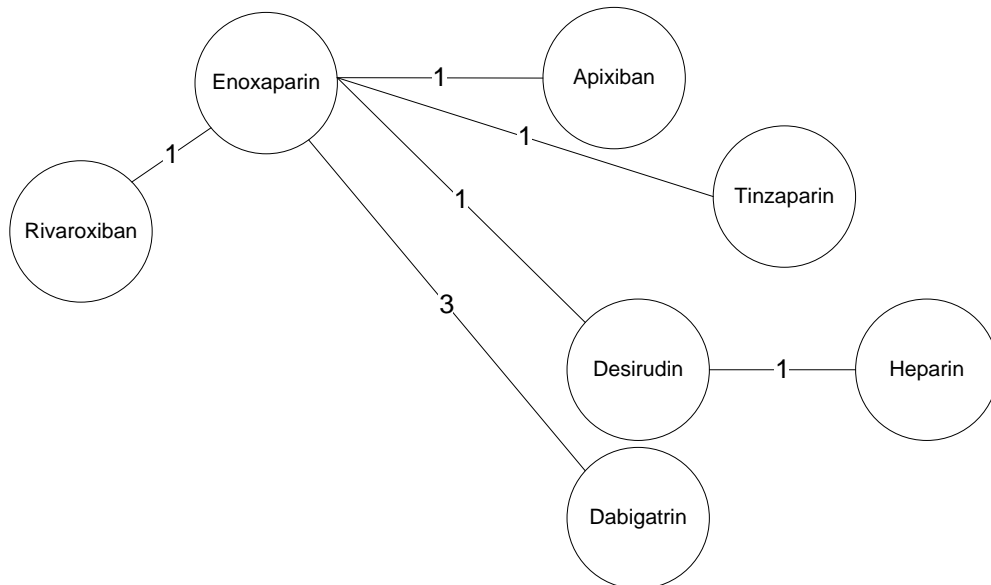 Enoxaparin
1
Apixiban
1
Tinzaparin
1
Rivaroxiban
1
3
Desirudin
1
Heparin
Dabigatrin